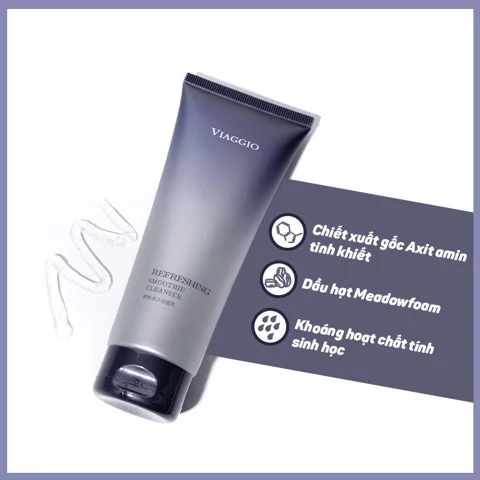 VIAGGIO
REFRESHING
SMOOTHIE
CLEANSER
Chiết xuất gốc Axit amin
tinh khiết
Dầu hạt Meadowfoam
Khoáng hoạt chất tính
sinh học